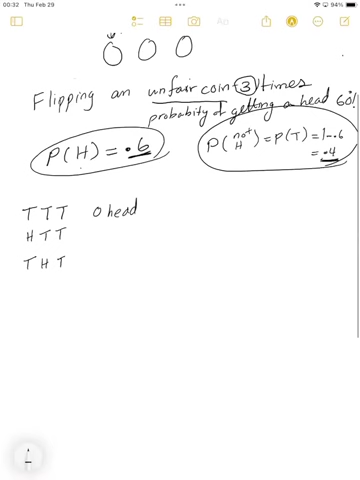 00:32 Thu Feb 29
94%
Aa
Flipping an unfair coin 3 times
probability of getting a head 60%
P(H) = .6
P(not H) = P(T) = 1-.6
= .4
T T T 0 head
H T T
T H T